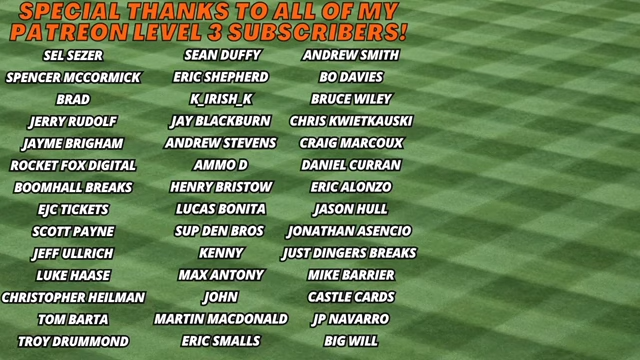 SPECIAL THANKS TO ALL OF MY
PATREON LEVEL 3 SUBSCRIBERS!
SEL SEZER SEAN DUFFY ANDREW SMITH
SPENCER MCCORMICK ERIC SHEPHERD BO DAVIES
BRAD K_IRISH_K BRUCE WILEY
JERRY RUDOLF JAY BLACKBURN CHRIS KWIETKAUSKI
JAYME BRIGHAM ANDREW STEVENS CRAIG MARCOUX
ROCKET FOX DIGITAL AMMO D DANIEL CURRAN
BOOMHALL BREAKS HENRY BRISTOW ERIC ALONZO
EJC TICKETS LUCAS BONITA JASON HULL
SCOTT PAYNE SUP DEN BROS JONATHAN ASENCIO
JEFF ULLRICH KENNY JUST DINGERS BREAKS
LUKE HAASE MAX ANTONY MIKE BARRIER
CHRISTOPHER HEILMAN JOHN CASTLE CARDS
TOM BARTA MARTIN MACDONALD JP NAVARRO
TROY DRUMMOND ERIC SMALLS BIG WILL